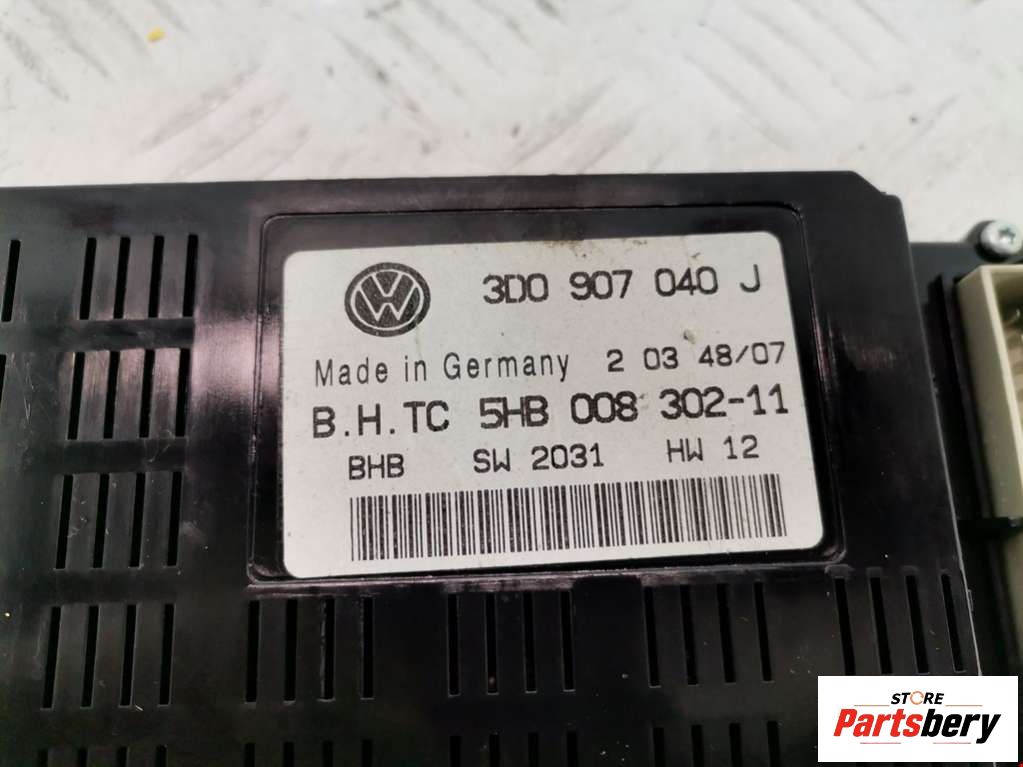 3D0 907 040 J
Made in Germany 2 03 48/07
B.H.TC 5HB 008 302-11
BHB SW 2031 HW 12
STORE
Partsbery